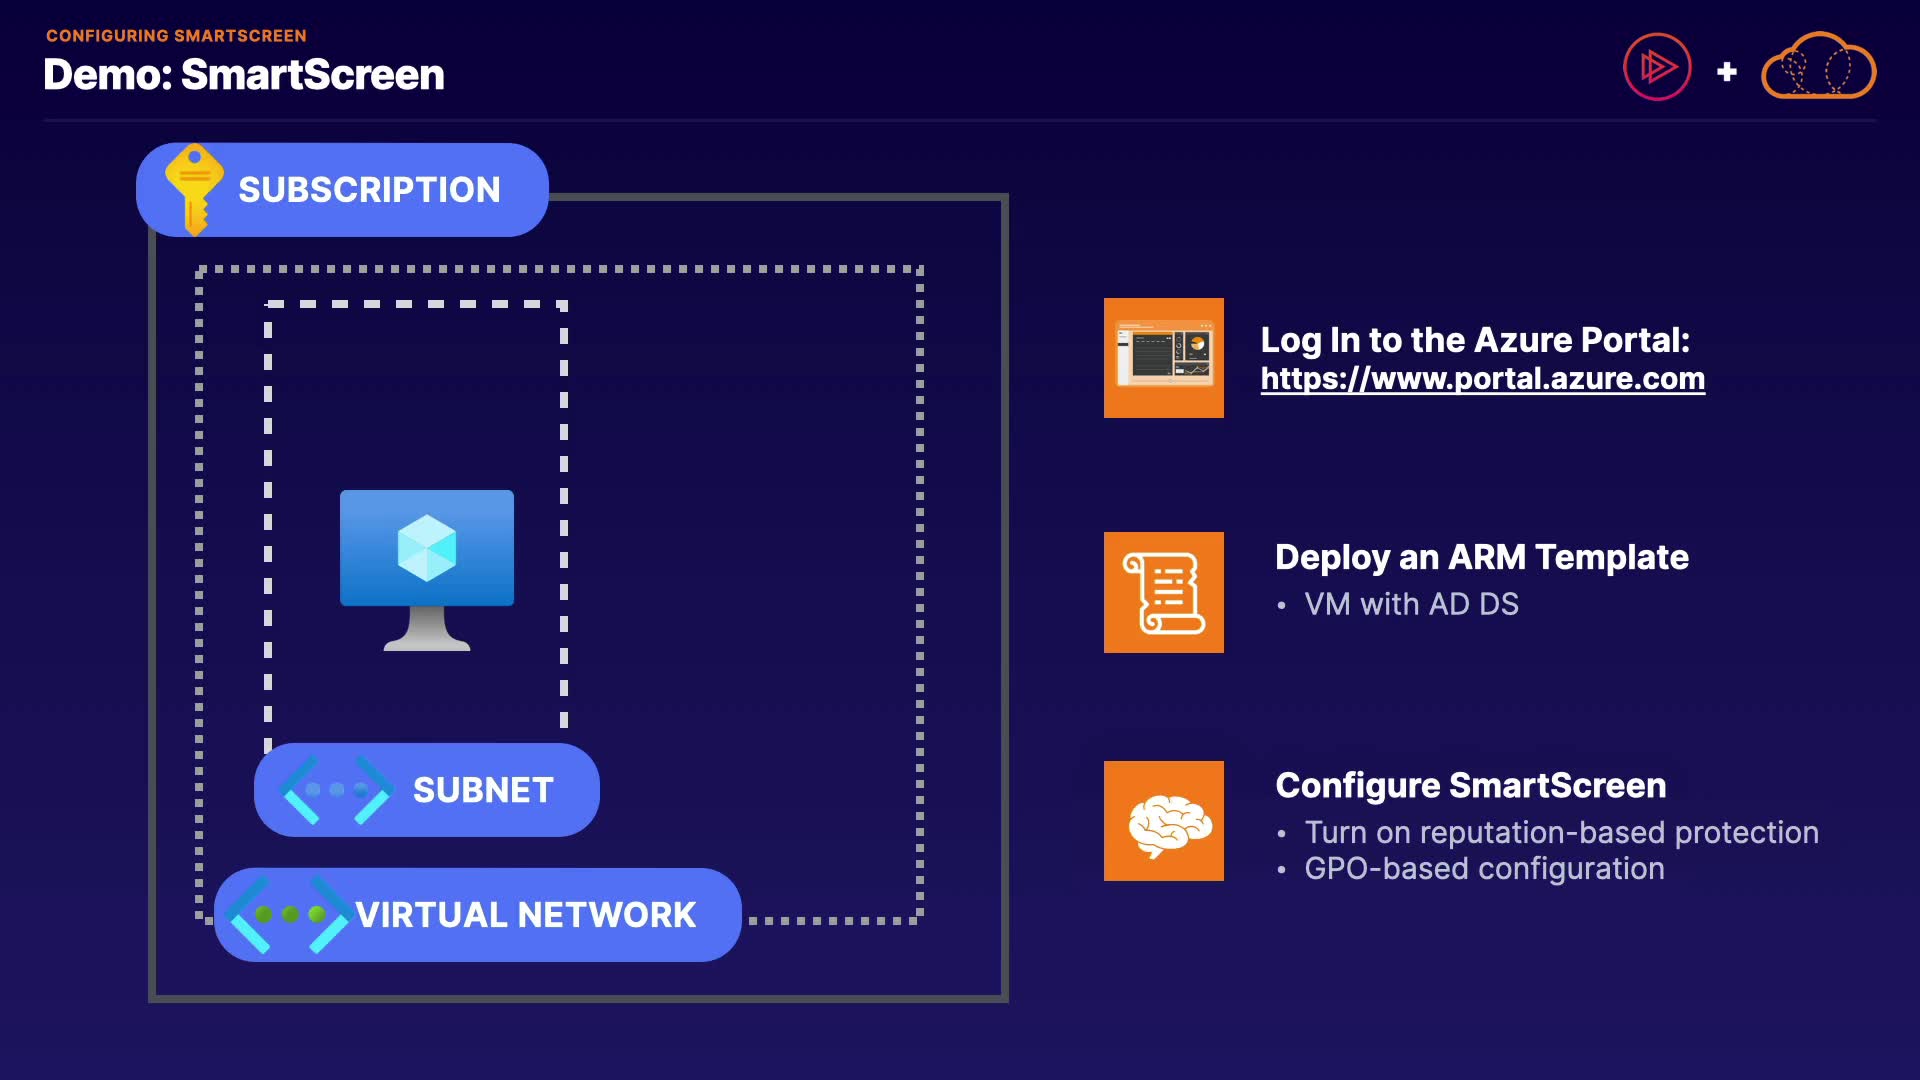 CONFIGURING SMARTSCREEN
Demo: SmartScreen
SUBSCRIPTION
SUBNET
VIRTUAL NETWORK
Log In to the Azure Portal:
https://www.portal.azure.com
Deploy an ARM Template
• VM with AD DS
Configure SmartScreen
• Turn on reputation-based protection
• GPO-based configuration